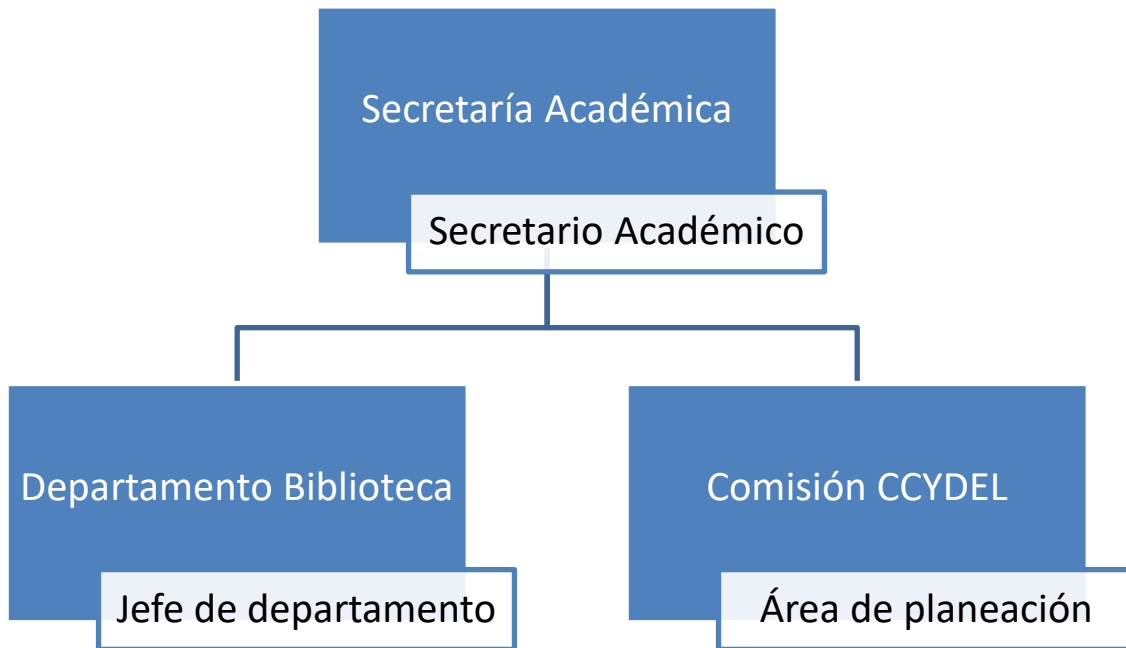 Secretaría Académica
Secretario Académico
Departamento Biblioteca
Comisión CCYDEL
Jefe de departamento
Área de planeación